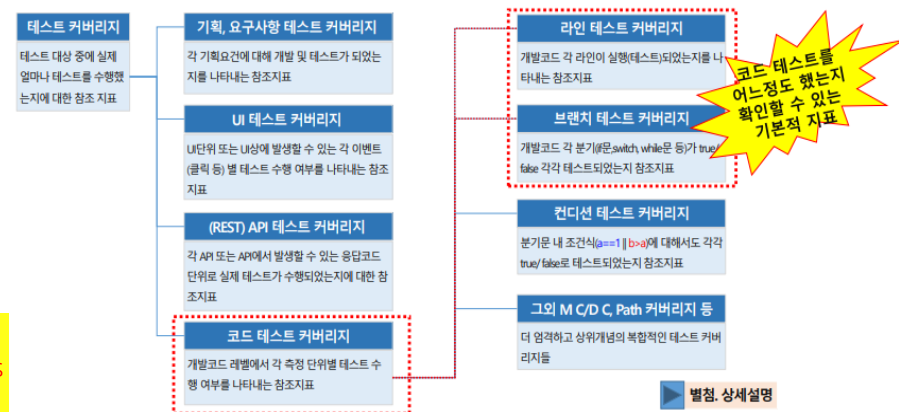 테스트 커버리지
테스트 대상 중에 실제
얼마나 테스트를 수행했
는지에 대한 참조 지표
기획, 요구사항 테스트 커버리지
각 기획요건에 대해 개발 및 테스트가 되었는
지를 나타내는 참조지표
UI 테스트 커버리지
UI단위 또는 UI상에 발생할 수 있는 각 이벤트
(클릭 등) 별 테스트 수행 여부를 나타내는 참조
지표
(REST) API 테스트 커버리지
각 API 또는 API에서 발생할 수 있는 응답코드
단위로 실제 테스트가 수행되었는지에 대한 참
조지표
코드 테스트 커버리지
개발코드 레벨에서 각 측정 단위별 테스트 수
행 여부를 나타내는 참조지표
라인 테스트 커버리지
개발코드 각 라인이 실행(테스트)되었는지를 나
타내는 참조지표
브랜치 테스트 커버리지
개발코드 각 분기(if문,switch, while문 등)가 true/
false 각각 테스트되었는지 참조지표
컨디션 테스트 커버리지
분기문 내 조건식(a==1 || b>a)에 대해서도 각각
true/ false로 테스트되었는지 참조지표
그외 M C/D C, Path 커버리지 등
더 엄격하고 상위개념의 복합적인 테스트 커버
리지들
코드 테스트를
어느정도 했는지
확인할 수 있는
기본적 지표
별첨. 상세설명